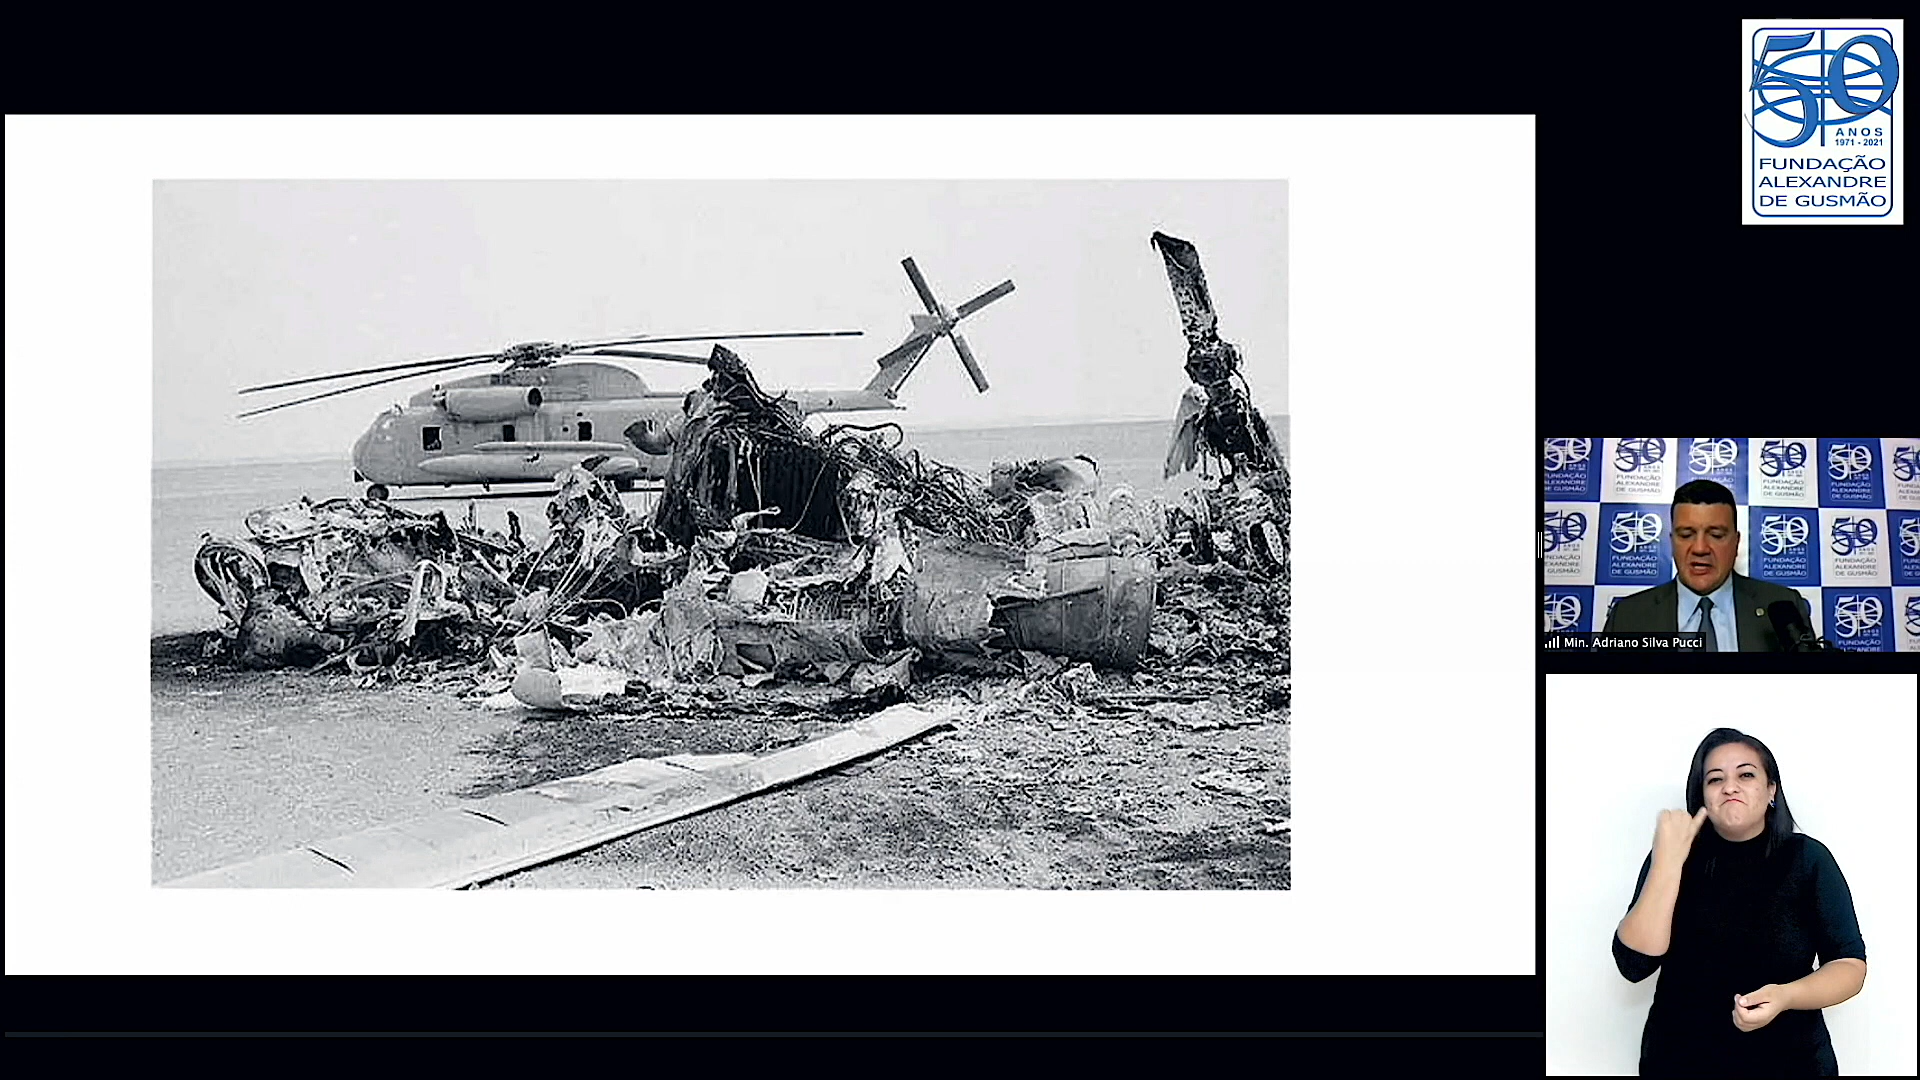 50
ANOS
1971 - 2021
FUNDAÇÃO
ALEXANDRE
DE GUSMÃO
Min. Adriano Silva Pucci